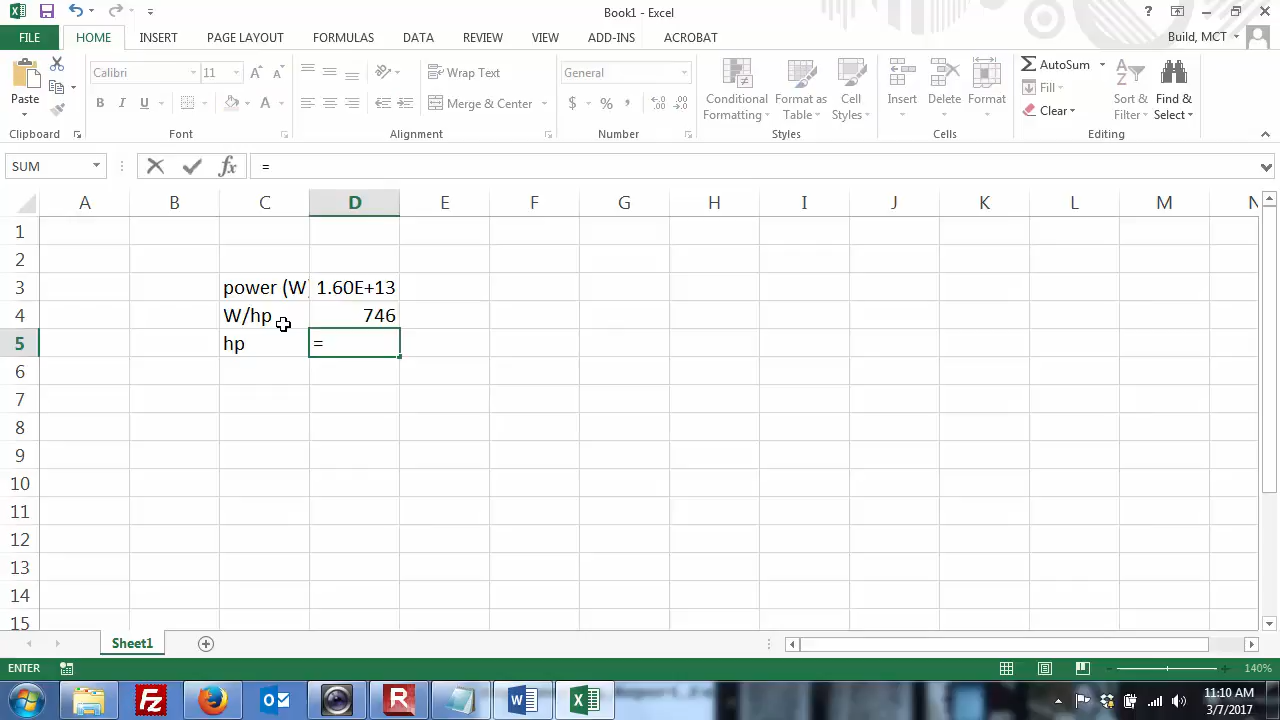 Book1 - Excel
FILE HOME INSERT PAGE LAYOUT FORMULAS DATA REVIEW VIEW ADD-INS ACROBAT Build, MCT
Paste
Calibri 11
B I U
Wrap Text
Merge & Center
General
$ % ,
Conditional Formatting
Format as Table
Cell Styles
Insert
Delete
Format
AutoSum
Fill
Clear
Sort & Filter
Find & Select
Clipboard Font Alignment Number Styles Cells Editing
SUM fx =
A B C D E F G H I J K L M N
1
2
3 power (W) 1.60E+13
4 W/hp 746
5 hp =
6
7
8
9
10
11
12
13
14
15
Sheet1
ENTER 140%
11:10 AM
3/7/2017